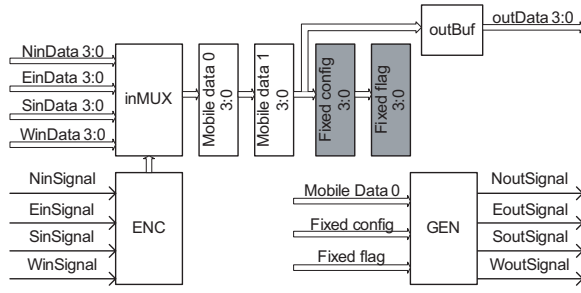 outData 3:0
outBuf
NinData 3:0
EinData 3:0
SinData 3:0
WinData 3:0
inMUX
Mobile data 0
3:0
Mobile data 1
3:0
Fixed config
3:0
Fixed flag
3:0
NinSignal
EinSignal
SinSignal
WinSignal
ENC
Mobile Data 0
Fixed config
Fixed flag
GEN
NoutSignal
EoutSignal
SoutSignal
WoutSignal